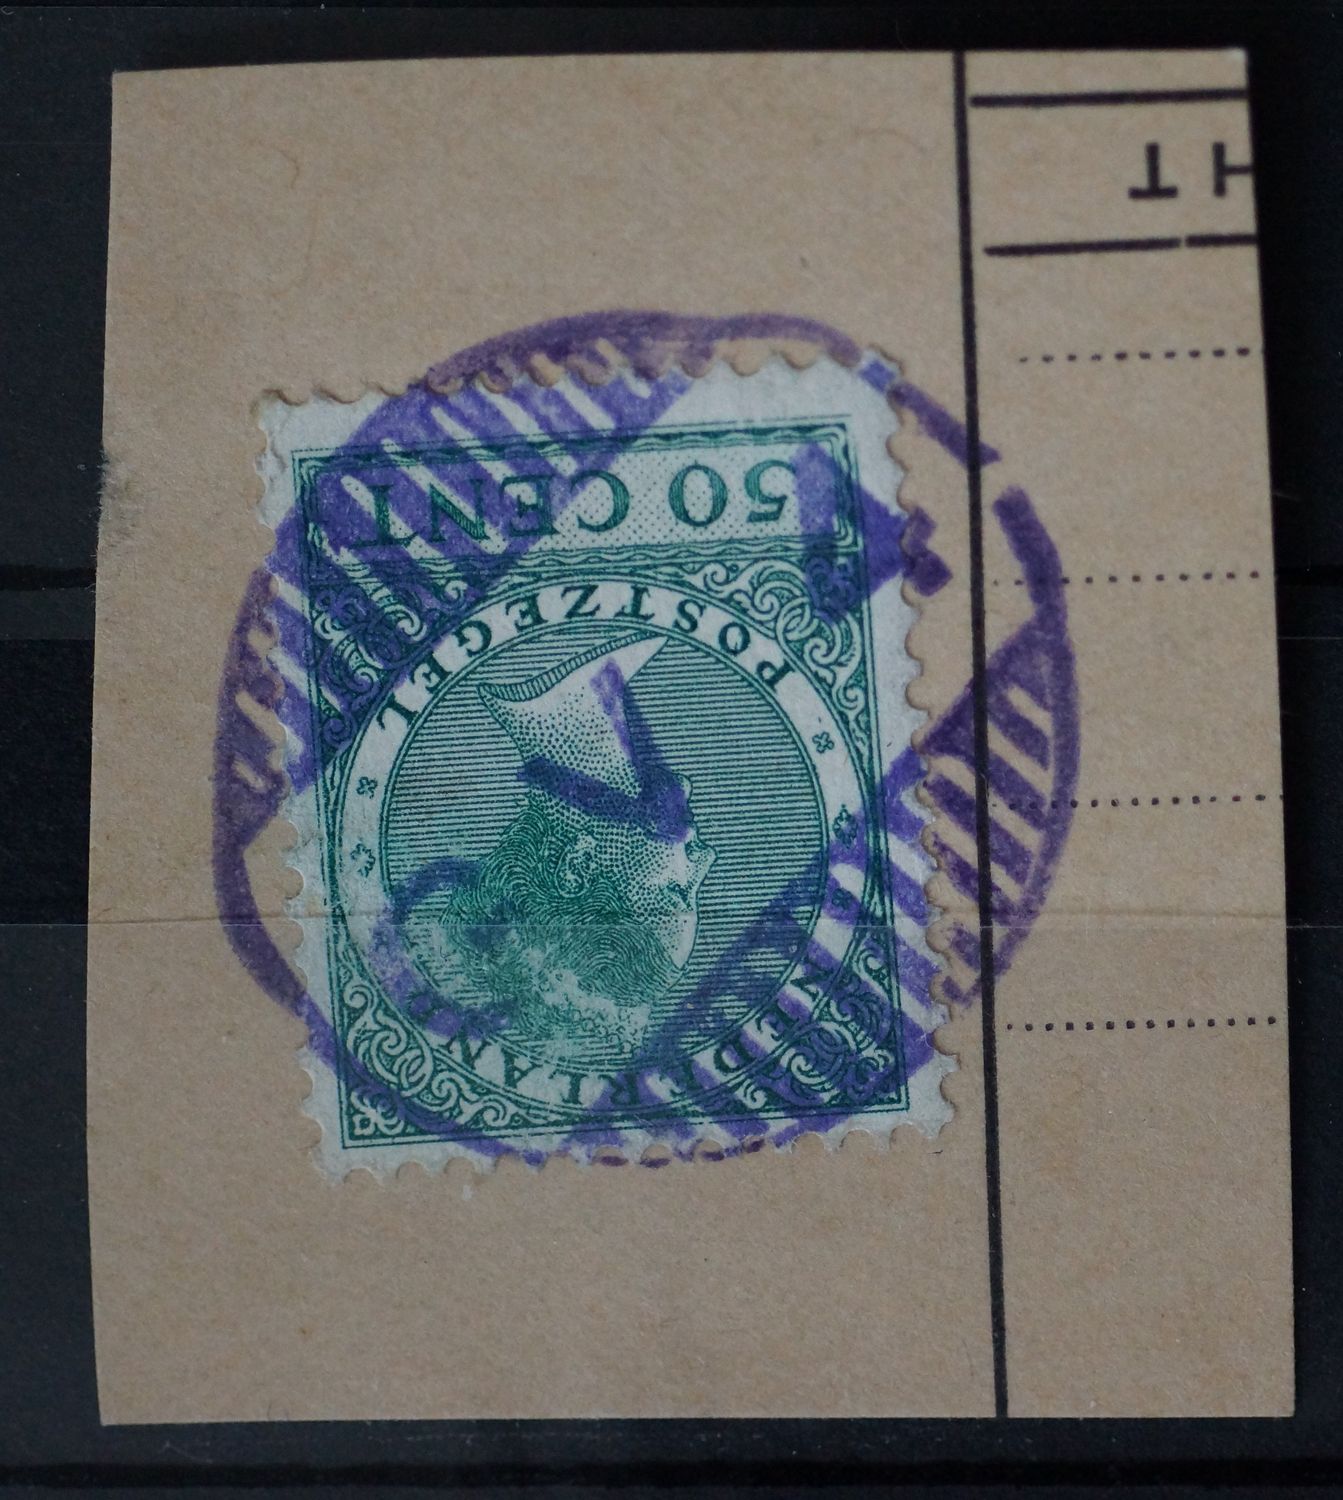 NEDERLAND
POSTZEGEL
50 CENT
HT